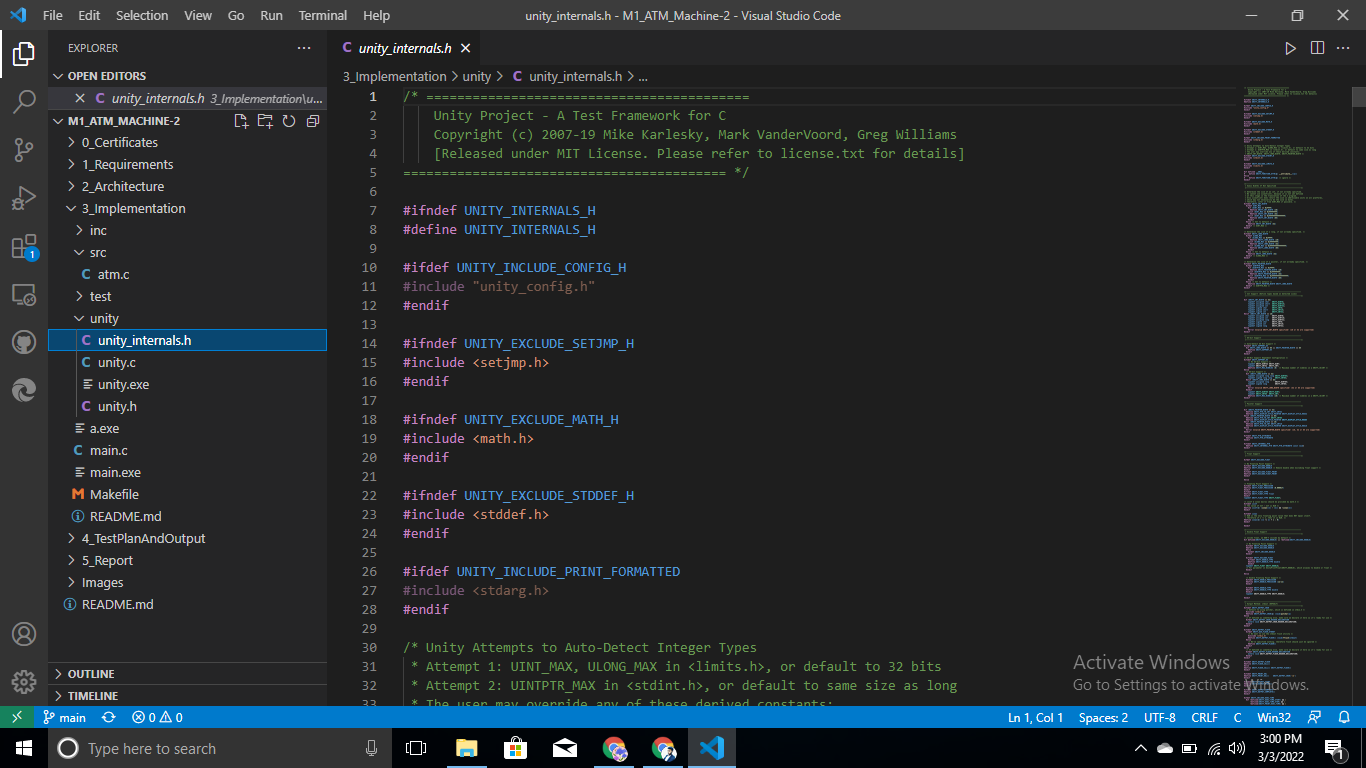 File Edit Selection View Go Run Terminal Help
unity_internals.h - M1_ATM_Machine-2 - Visual Studio Code
EXPLORER
OPEN EDITORS
unity_internals.h 3_Implementation\u...
M1_ATM_MACHINE-2
0_Certificates
1_Requirements
2_Architecture
3_Implementation
inc
src
C atm.c
test
unity
C unity_internals.h
C unity.c
unity.exe
C unity.h
a.exe
C main.c
main.exe
M Makefile
README.md
4_TestPlanAndOutput
5_Report
Images
README.md
OUTLINE
TIMELINE
1
C unity_internals.h
3_Implementation > unity > C unity_internals.h > ...
1 /* ==========================================
2 Unity Project - A Test Framework for C
3 Copyright (c) 2007-19 Mike Karlesky, Mark VanderVoord, Greg Williams
4 [Released under MIT License. Please refer to license.txt for details]
5 ========================================== */
6
7 #ifndef UNITY_INTERNALS_H
8 #define UNITY_INTERNALS_H
9
10 #ifdef UNITY_INCLUDE_CONFIG_H
11 #include "unity_config.h"
12 #endif
13
14 #ifndef UNITY_EXCLUDE_SETJMP_H
15 #include <setjmp.h>
16 #endif
17
18 #ifndef UNITY_EXCLUDE_MATH_H
19 #include <math.h>
20 #endif
21
22 #ifndef UNITY_EXCLUDE_STDDEF_H
23 #include <stddef.h>
24 #endif
25
26 #ifdef UNITY_INCLUDE_PRINT_FORMATTED
27 #include <stdarg.h>
28 #endif
29
30 /* Unity Attempts to Auto-Detect Integer Types
31 * Attempt 1: UINT_MAX, ULONG_MAX in <limits.h>, or default to 32 bits
32 * Attempt 2: UINTPTR_MAX in <stdint.h>, or default to same size as long
33 * The user may override any of these derived constants:
Activate Windows
Go to Settings to activate Windows.
main 0 0 Ln 1, Col 1 Spaces: 2 UTF-8 CRLF C Win32
Type here to search
3:00 PM
3/3/2022
1